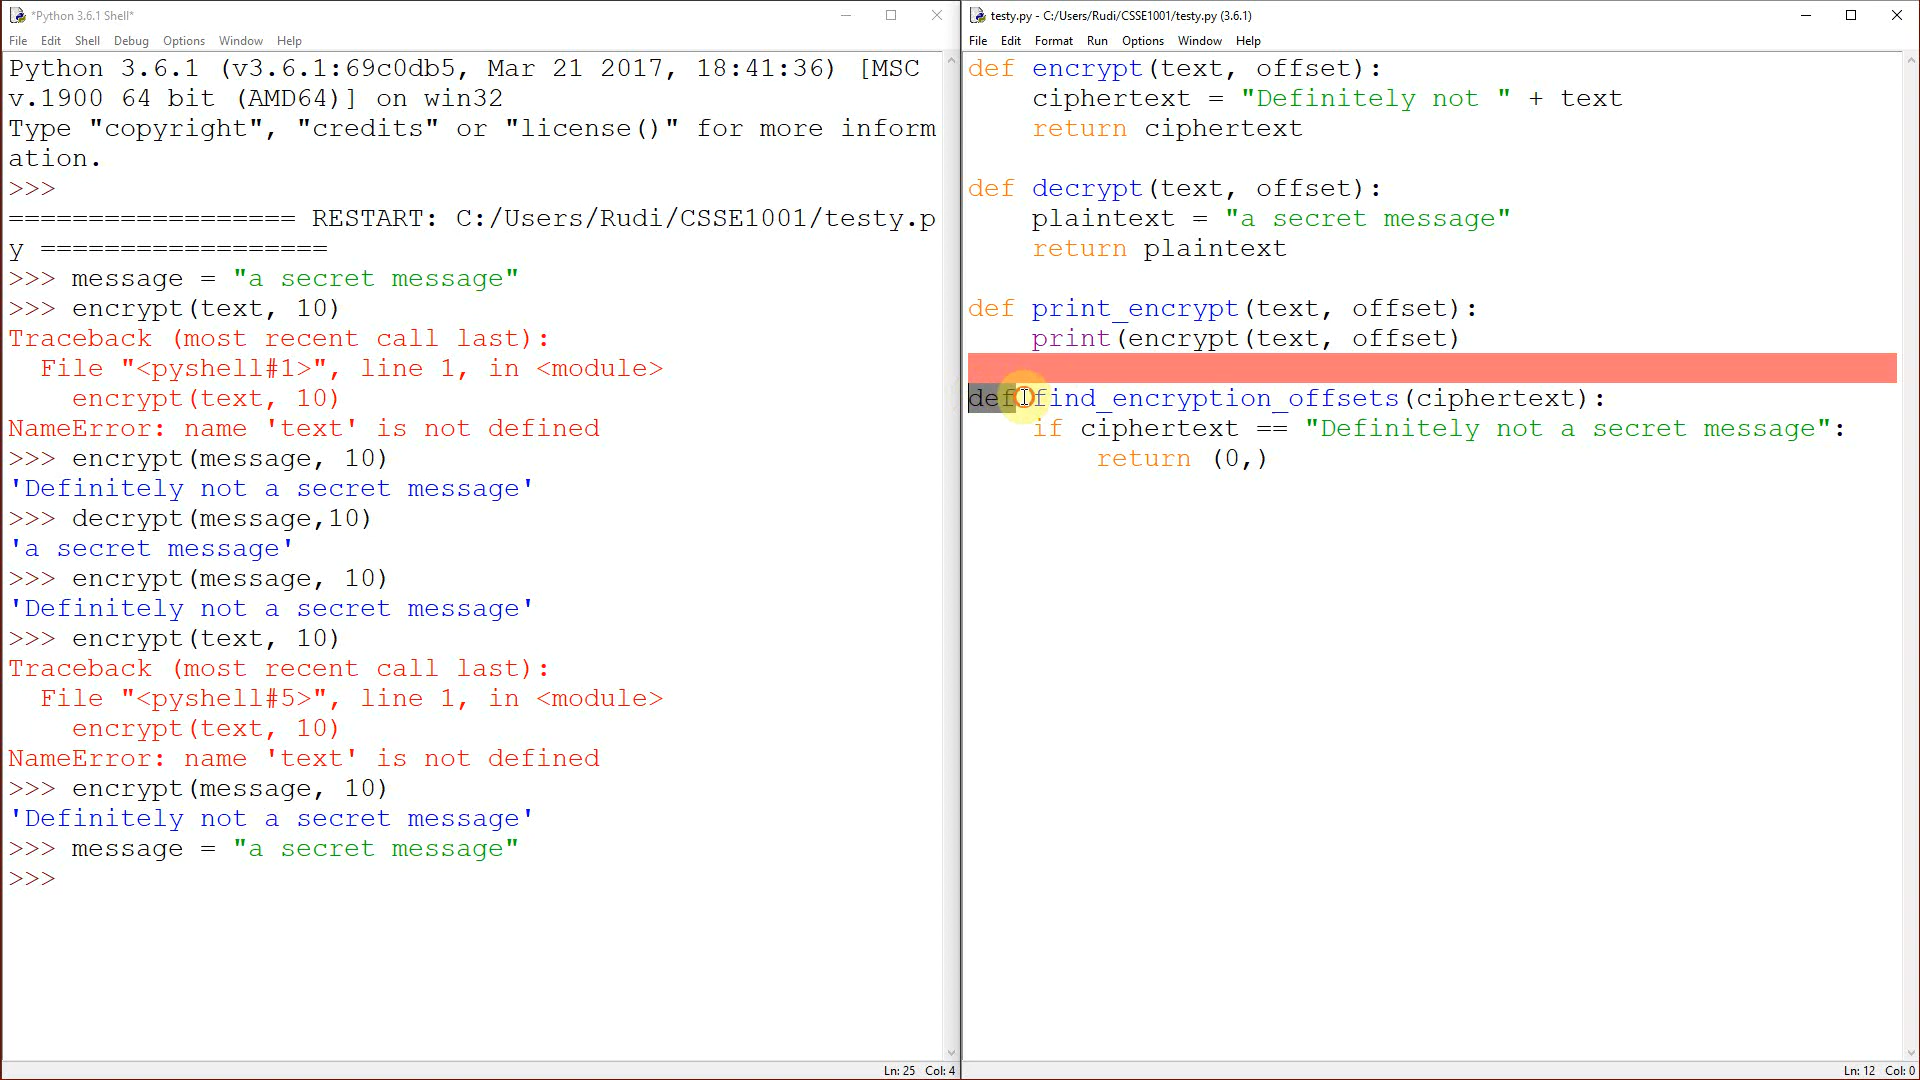 *Python 3.6.1 Shell*
File Edit Shell Debug Options Window Help
Python 3.6.1 (v3.6.1:69c0db5, Mar 21 2017, 18:41:36) [MSC
v.1900 64 bit (AMD64)] on win32
Type "copyright", "credits" or "license()" for more inform
ation.
>>>
================== RESTART: C:/Users/Rudi/CSSE1001/testy.p
y ==================
>>> message = "a secret message"
>>> encrypt(text, 10)
Traceback (most recent call last):
  File "<pyshell#1>", line 1, in <module>
    encrypt(text, 10)
NameError: name 'text' is not defined
>>> encrypt(message, 10)
'Definitely not a secret message'
>>> decrypt(message,10)
'a secret message'
>>> encrypt(message, 10)
'Definitely not a secret message'
>>> encrypt(text, 10)
Traceback (most recent call last):
  File "<pyshell#5>", line 1, in <module>
    encrypt(text, 10)
NameError: name 'text' is not defined
>>> encrypt(message, 10)
'Definitely not a secret message'
>>> message = "a secret message"
>>>
Ln: 25 Col: 4
testy.py - C:/Users/Rudi/CSSE1001/testy.py (3.6.1)
File Edit Format Run Options Window Help
def encrypt(text, offset):
    ciphertext = "Definitely not " + text
    return ciphertext
def decrypt(text, offset):
    plaintext = "a secret message"
    return plaintext
def print_encrypt(text, offset):
    print(encrypt(text, offset)
def find_encryption_offsets(ciphertext):
    if ciphertext == "Definitely not a secret message":
        return (0,)
Ln: 12 Col: 0